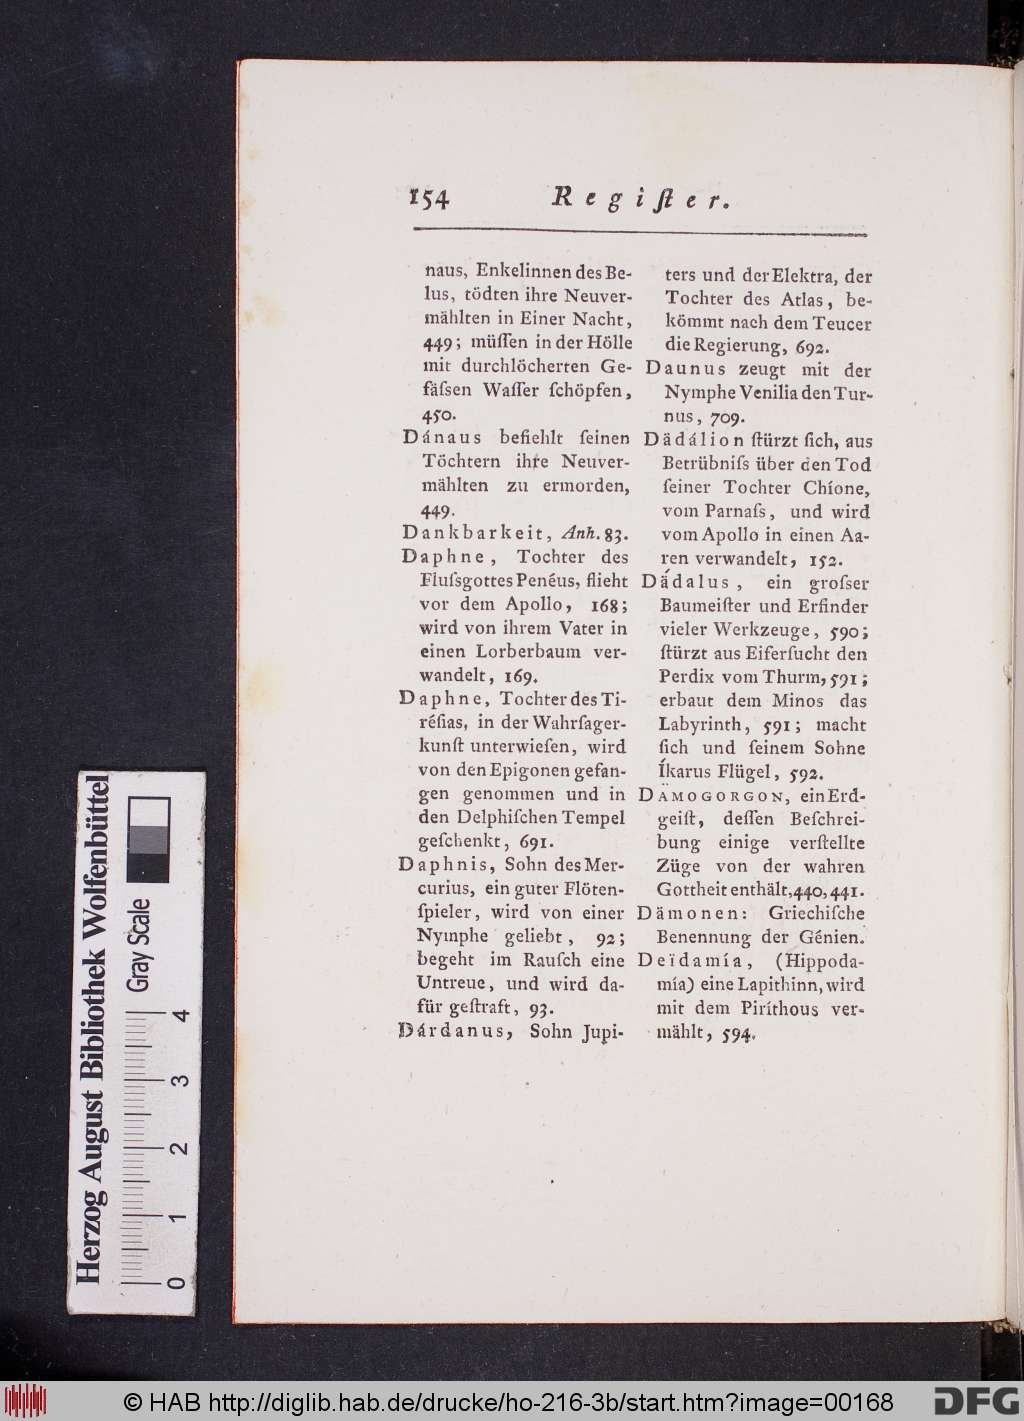 154 Regiſter.
naus, Enkelinnen des Be-
lus, tödten ihre Neuver-
mählten in Einer Nacht,
449; müſſen in der Hölle
mit durchlöcherten Ge-
fäſsen Waſſer ſchöpfen,
450.
Dánaus befiehlt ſeinen
Töchtern ihre Neuver-
mählten zu ermorden,
449.
Dankbarkeit, Anh. 83.
Daphne, Tochter des
Fluſsgottes Penéus, flieht
vor dem Apollo, 168;
wird von ihrem Vater in
einen Lorberbaum ver-
wandelt, 169.
Daphne, Tochter des Ti-
réſias, in der Wahrſager-
kunſt unterwieſen, wird
von den Epigonen gefan-
gen genommen und in
den Delphiſchen Tempel
geſchenkt, 691.
Daphnis, Sohn des Mer-
curius, ein guter Flöten-
ſpieler, wird von einer
Nymphe geliebt, 92;
begeht im Rauſch eine
Untreue, und wird da-
für geſtraft, 93.
Dárdanus, Sohn Jupi-
ters und der Elektra, der
Tochter des Atlas, be-
kömmt nach dem Teucer
die Regierung, 692.
Daunus zeugt mit der
Nymphe Venilia den Tur-
nus, 709.
Dädálion ſtürzt ſich, aus
Betrübniſs über den Tod
ſeiner Tochter Chíone,
vom Parnaſs, und wird
vom Apollo in einen Aa-
ren verwandelt, 152.
Dä́dalus, ein groſser
Baumeiſter und Erfinder
vieler Werkzeuge, 590;
ſtürzt aus Eiferſucht den
Perdix vom Thurm, 591;
erbaut dem Minos das
Labyrinth, 591; macht
ſich und ſeinem Sohne
Íkarus Flügel, 592.
DÄMOGORGON, ein Erd-
geiſt, deſſen Beſchrei-
bung einige verſtellte
Züge von der wahren
Gottheit enthält, 440, 441.
Dämonen: Griechiſche
Benennung der Génien.
Deïdamía, (Hippoda-
mía) eine Lapithinn, wird
mit dem Piríthous ver-
mählt, 594.
Herzog August Bibliothek Wolfenbüttel
Gray Scale
0 1 2 3 4
© HAB http://diglib.hab.de/drucke/ho-216-3b/start.htm?image=00168
DFG